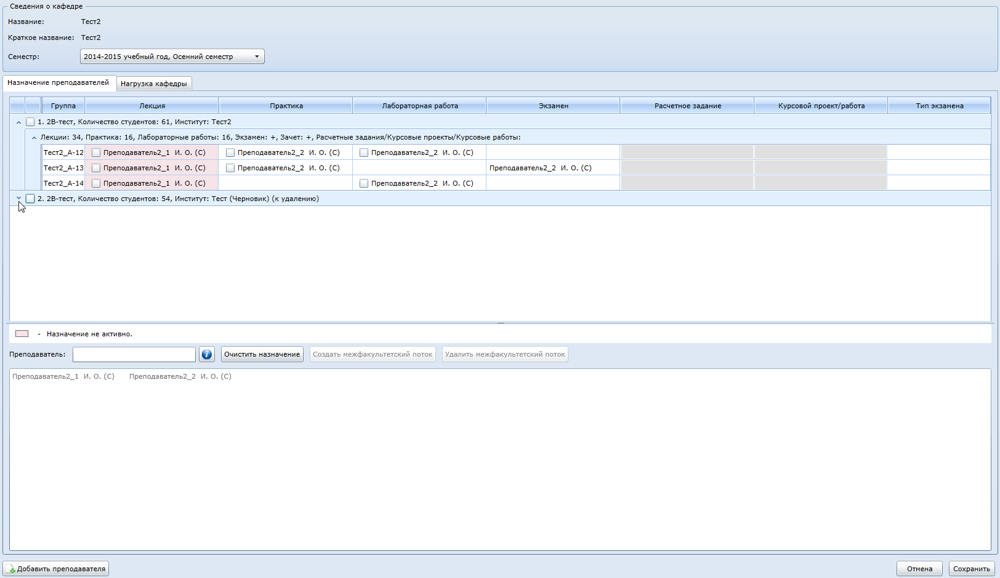 Сведения о кафедре
Название: Тест2
Краткое название: Тест2
Семестр: 2014-2015 учебный год, Осенний семестр
Назначение преподавателей Нагрузка кафедры
Группа Лекция Практика Лабораторная работа Экзамен Расчетное задание Курсовой проект/работа Тип экзамена
1. 2В-тест, Количество студентов: 61, Институт: Тест2
Лекции: 34, Практика: 16, Лабораторные работы: 16, Экзамен: +, Зачет: +, Расчетные задания/Курсовые проекты/Курсовые работы:
Тест2_А-12 Преподаватель2_1 И. О. (С) Преподаватель2_2 И. О. (С) Преподаватель2_2 И. О. (С)
Тест2_А-13 Преподаватель2_1 И. О. (С) Преподаватель2_2 И. О. (С) Преподаватель2_2 И. О. (С)
Тест2_А-14 Преподаватель2_1 И. О. (С) Преподаватель2_2 И. О. (С)
2. 2В-тест, Количество студентов: 54, Институт: Тест (Черновик) (к удалению)
- Назначение не активно.
Преподаватель: Очистить назначение Создать межфакультетский поток Удалить межфакультетский поток
Преподаватель2_1 И. О. (С) Преподаватель2_2 И. О. (С)
Добавить преподавателя Отмена Сохранить